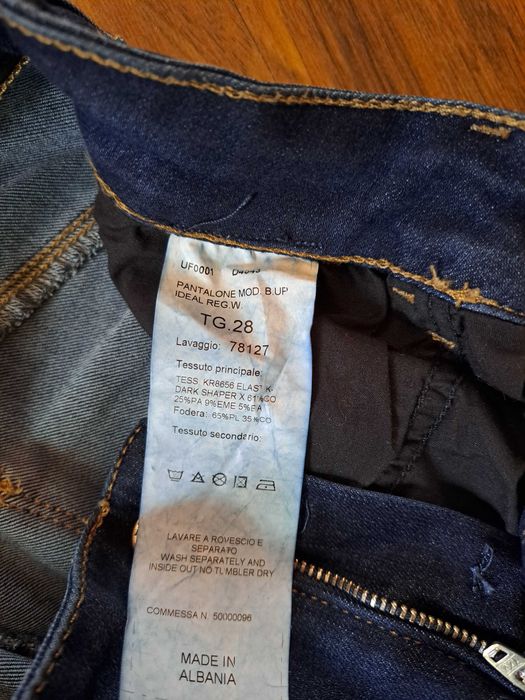 UF0001 D4043
PANTALONE MOD. B.UP
IDEAL REG.W.
TG.28
Lavaggio: 78127
Tessuto principale:
TESS. KR8656 ELAST K-
DARK SHAPER X 61%CO
25%PA 9%EME 5%EA
Fodera: 65%PL 35%CO
Tessuto secondario:
LAVARE A ROVESCIO E
SEPARATO
WASH SEPARATELY AND
INSIDE OUT NO TUMBLER DRY
COMMESSA N. 50000096
MADE IN
ALBANIA